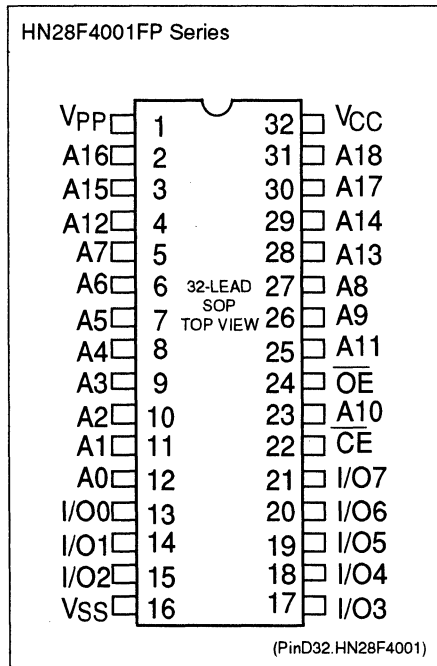 HN28F4001FP Series
VPP 1 32 VCC
A16 2 31 A18
A15 3 30 A17
A12 4 29 A14
A7 5 28 A13
A6 6 32-LEAD 27 A8
SOP
A5 7 TOP VIEW 26 A9
A4 8 25 A11
A3 9 24 O̅E̅
A2 10 23 A10
A1 11 22 C̅E̅
A0 12 21 I/O7
I/O0 13 20 I/O6
I/O1 14 19 I/O5
I/O2 15 18 I/O4
VSS 16 17 I/O3
(PinD32.HN28F4001)